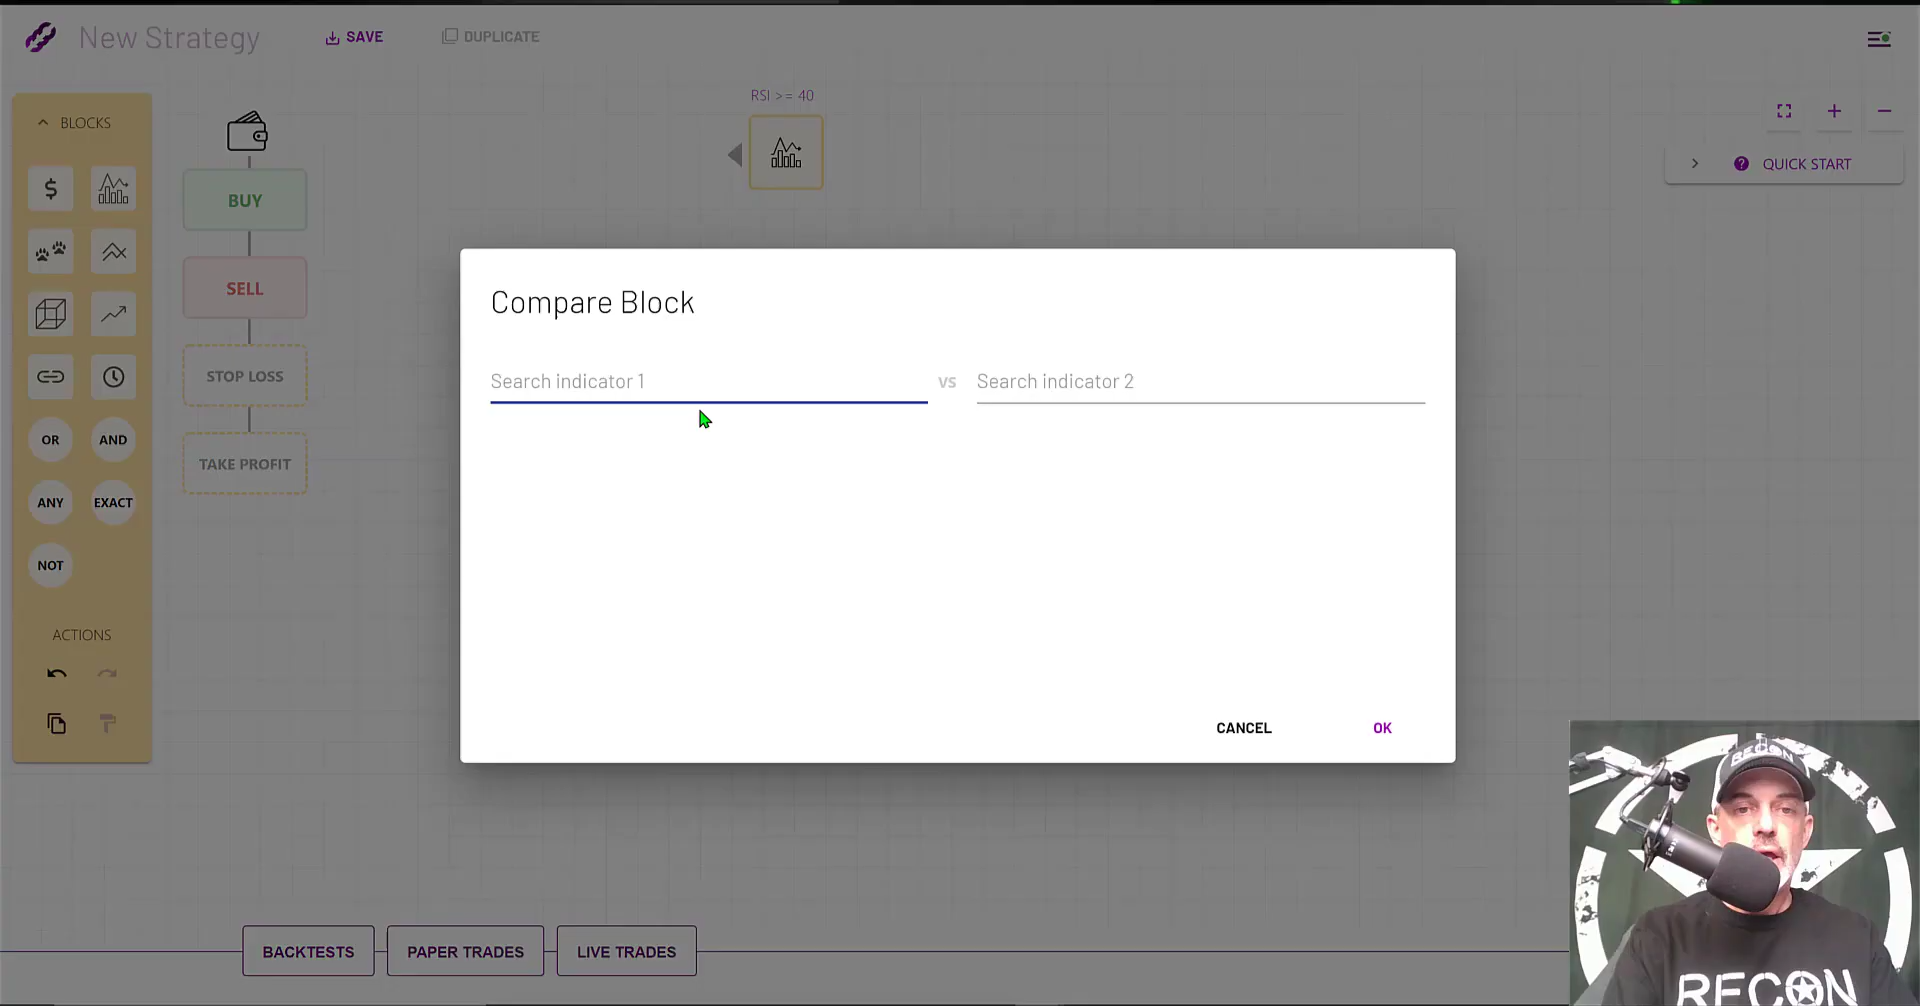 New Strategy
SAVE
DUPLICATE
BLOCKS
$
OR
AND
ANY
EXACT
NOT
ACTIONS
BUY
SELL
STOP LOSS
TAKE PROFIT
RSI >= 40
QUICK START
Compare Block
Search indicator 1
VS
Search indicator 2
CANCEL
OK
BACKTESTS
PAPER TRADES
LIVE TRADES
RECON
RECON